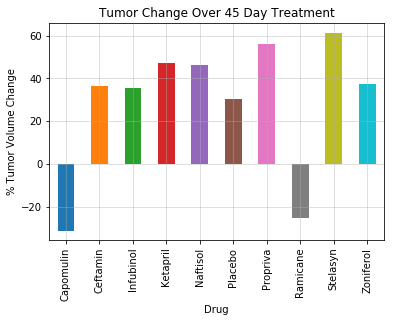 Tumor Change Over 45 Day Treatment
% Tumor Volume Change
60
40
20
0
−20
Capomulin
Ceftamin
Infubinol
Ketapril
Naftisol
Placebo
Propriva
Ramicane
Stelasyn
Zoniferol
Drug